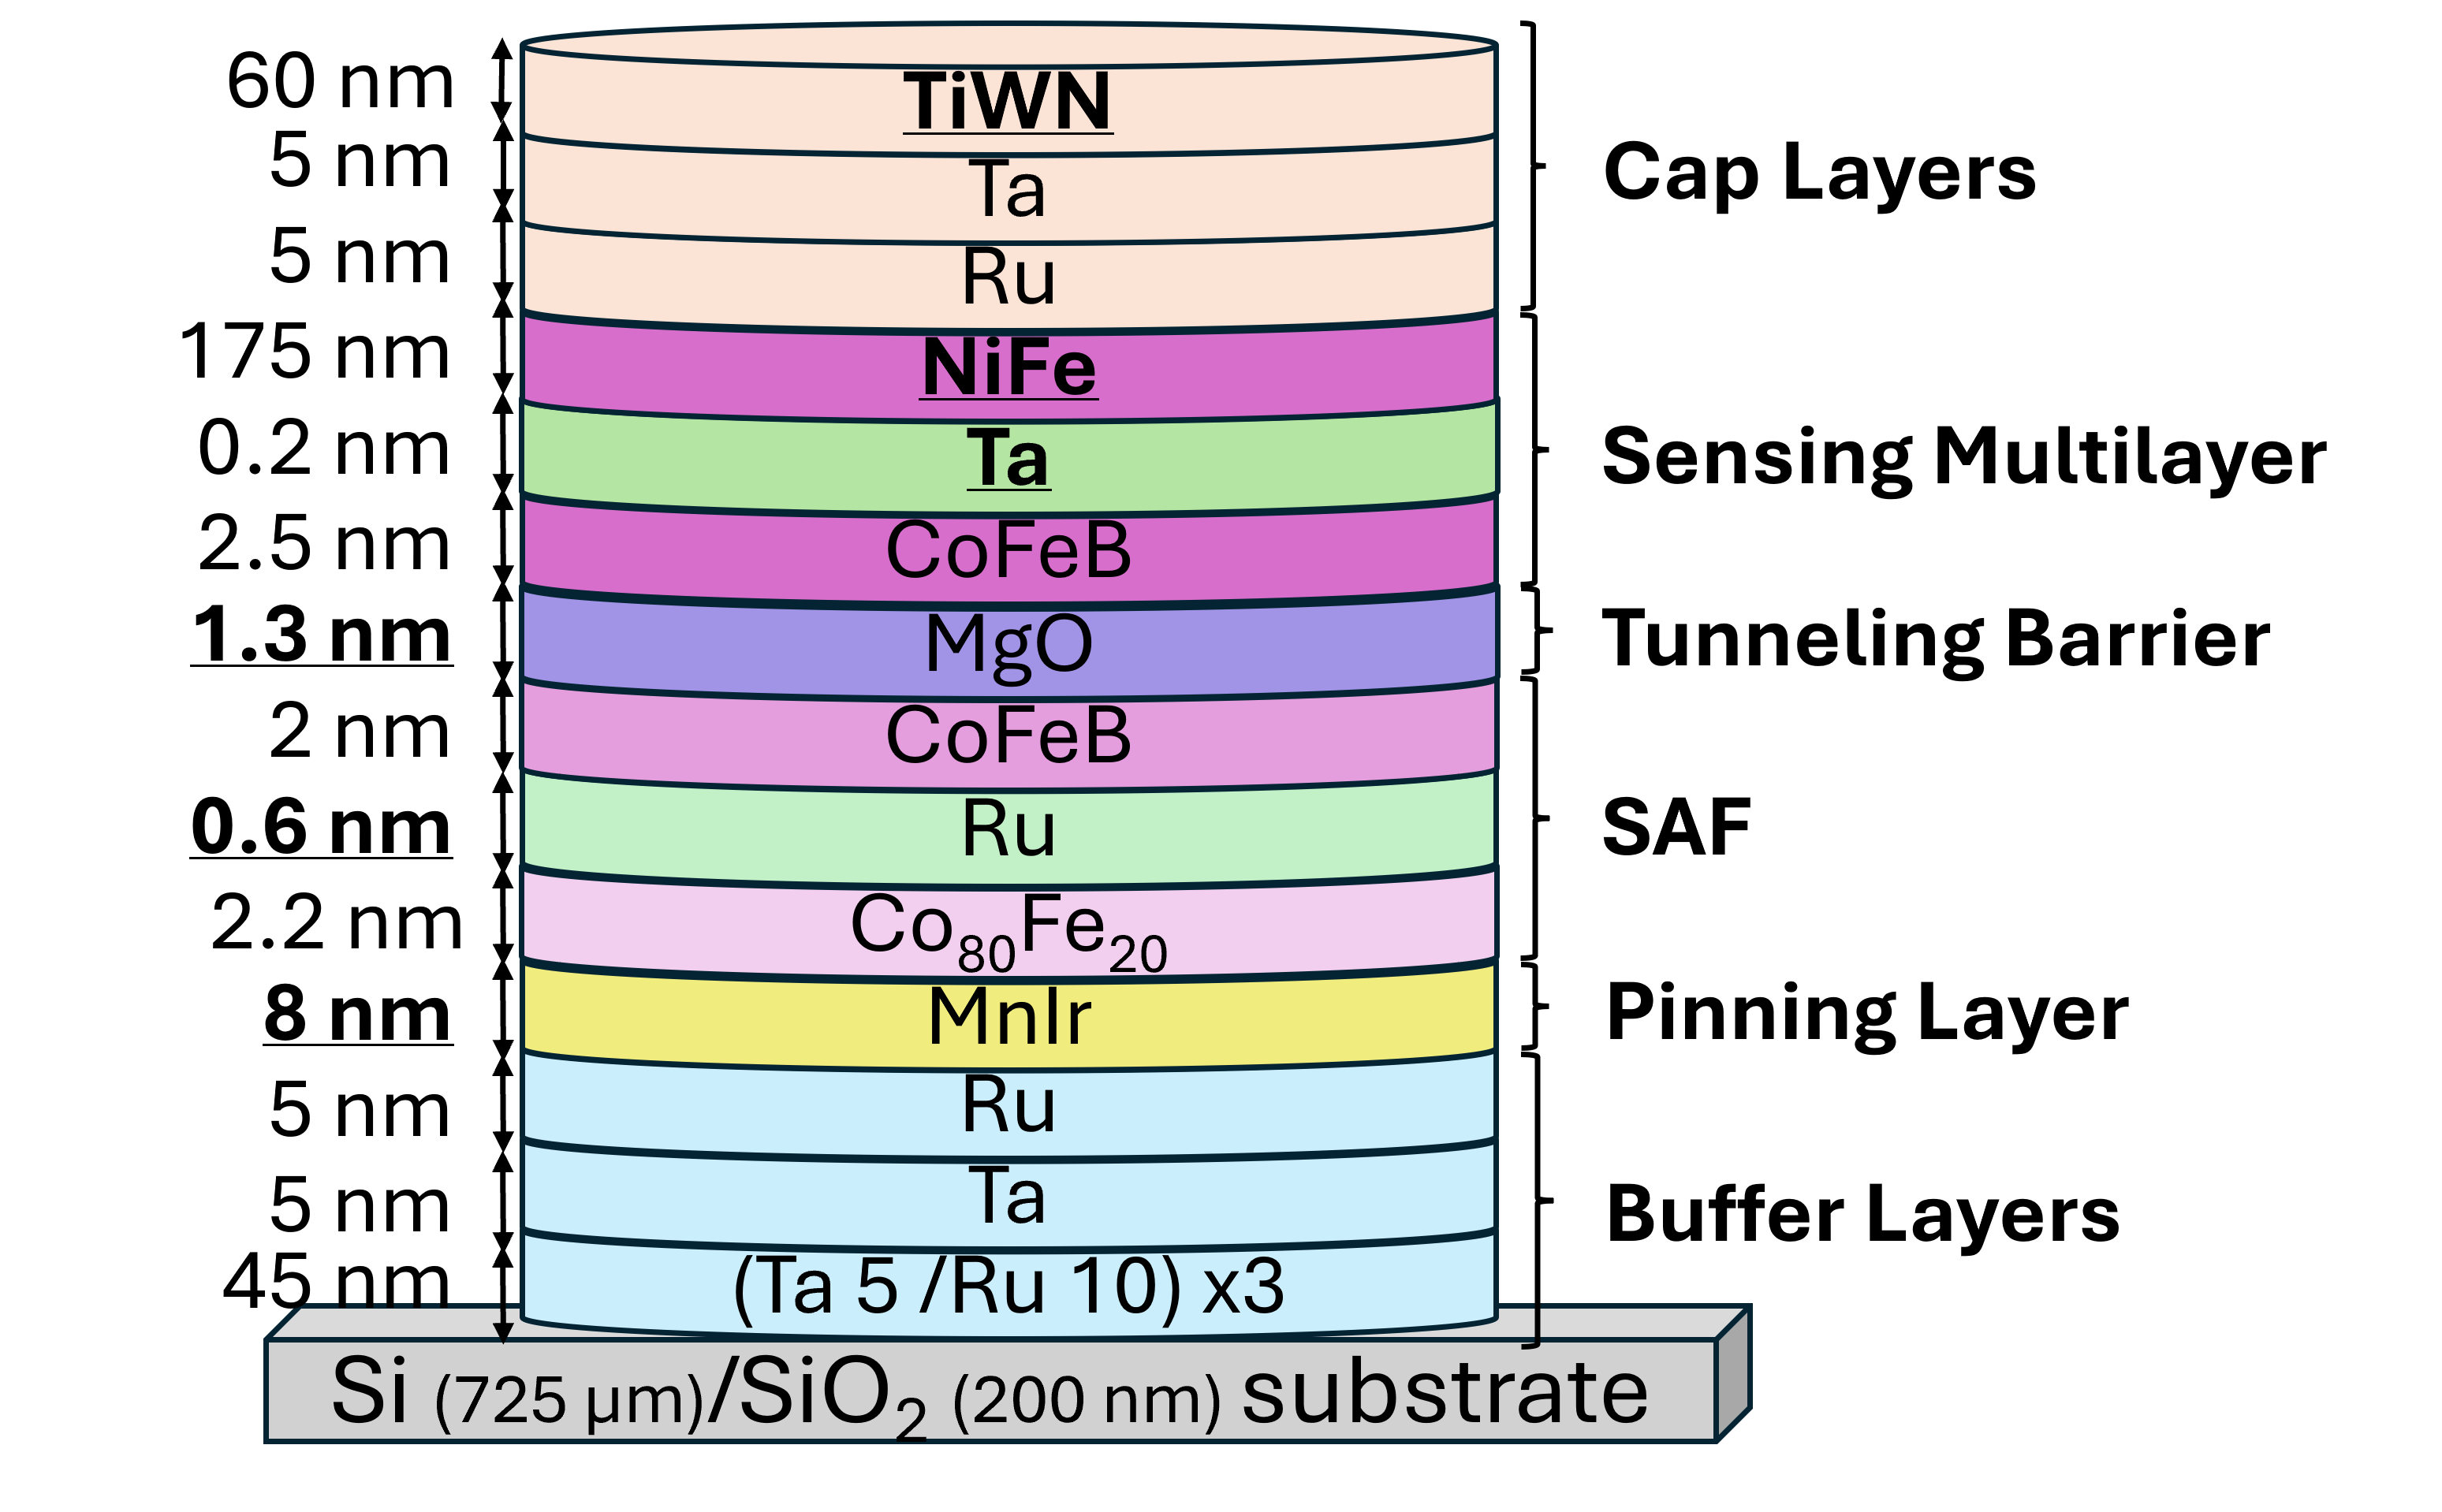 60 nm TiWN
5 nm Ta Cap Layers
5 nm Ru
175 nm NiFe
0.2 nm Ta Sensing Multilayer
2.5 nm CoFeB
1.3 nm MgO Tunneling Barrier
2 nm CoFeB
0.6 nm Ru SAF
2.2 nm Co80Fe20
8 nm MnIr Pinning Layer
5 nm Ru
5 nm Ta Buffer Layers
45 nm (Ta 5 /Ru 10) x3
Si (725 µm)/SiO2 (200 nm) substrate